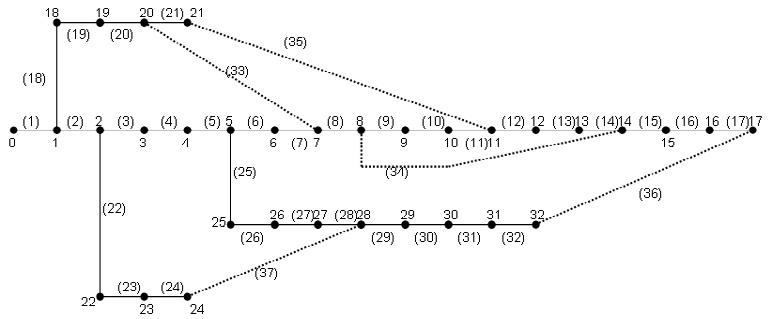 18 19 20 (21) 21
(19) (20)
(35)
(33)
(18)
(1) (2) 2 (3) (4) (5) 5 (6) (8) 8 (9) (10) (12) 12 (13) 13 (14) 14 (15) (16) 16 (17) 17
0 1 3 4 6 (7) 7 9 10 (11) 11 15
(34)
(25)
(36)
(22)
25 26 (27) 27 (28) 28 29 30 31 32
(26) (29) (30) (31) (32)
(37)
(23) (24)
22 23 24